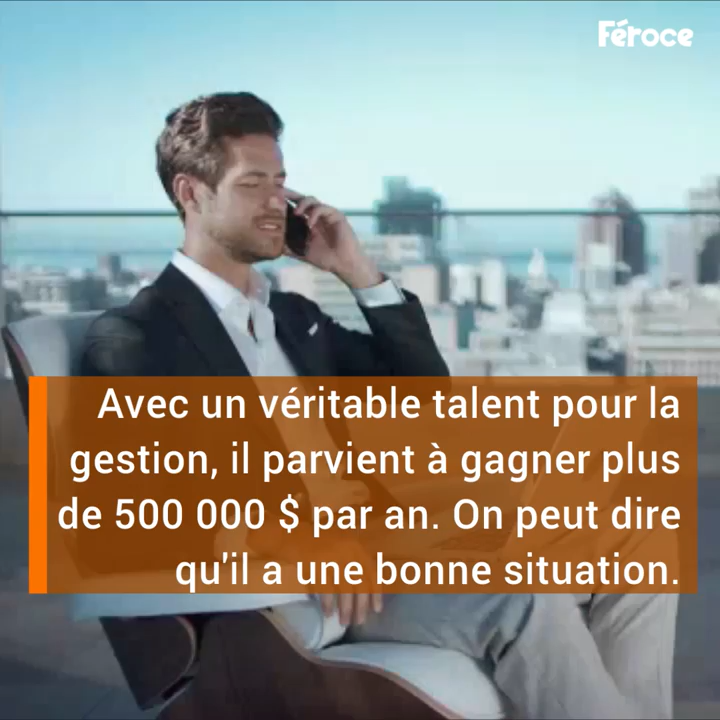 Féroce
Avec un véritable talent pour la
gestion, il parvient à gagner plus
de 500 000 $ par an. On peut dire
qu'il a une bonne situation.